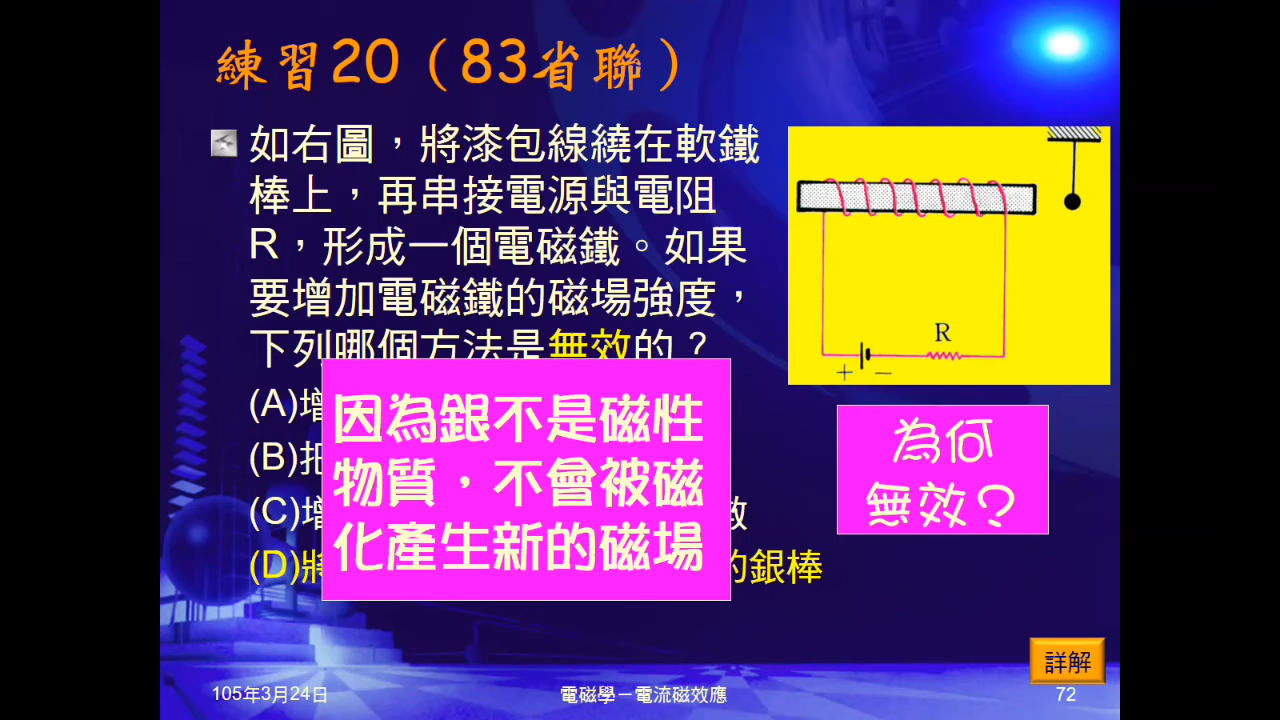 練習20（83省聯）
如右圖，將漆包線繞在軟鐵
棒上，再串接電源與電阻
R，形成一個電磁鐵。如果
要增加電磁鐵的磁場強度，
下列哪個方法是無效的？
(A)增
(B)把
(C)增
(D)將 的銀棒
因為銀不是磁性
物質，不會被磁
化產生新的磁場
R
+ −
為何
無效？
詳解
105年3月24日
電磁學－電流磁效應
72